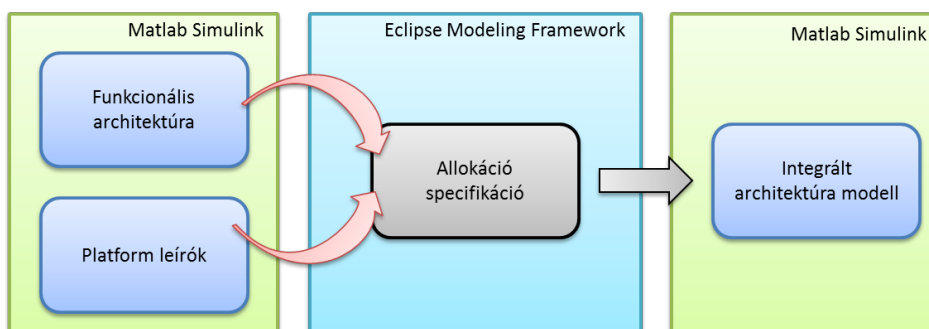 Matlab Simulink
Funkcionális
architektúra
Platform leírók
Eclipse Modeling Framework
Allokáció
specifikáció
Matlab Simulink
Integrált
architektúra modell